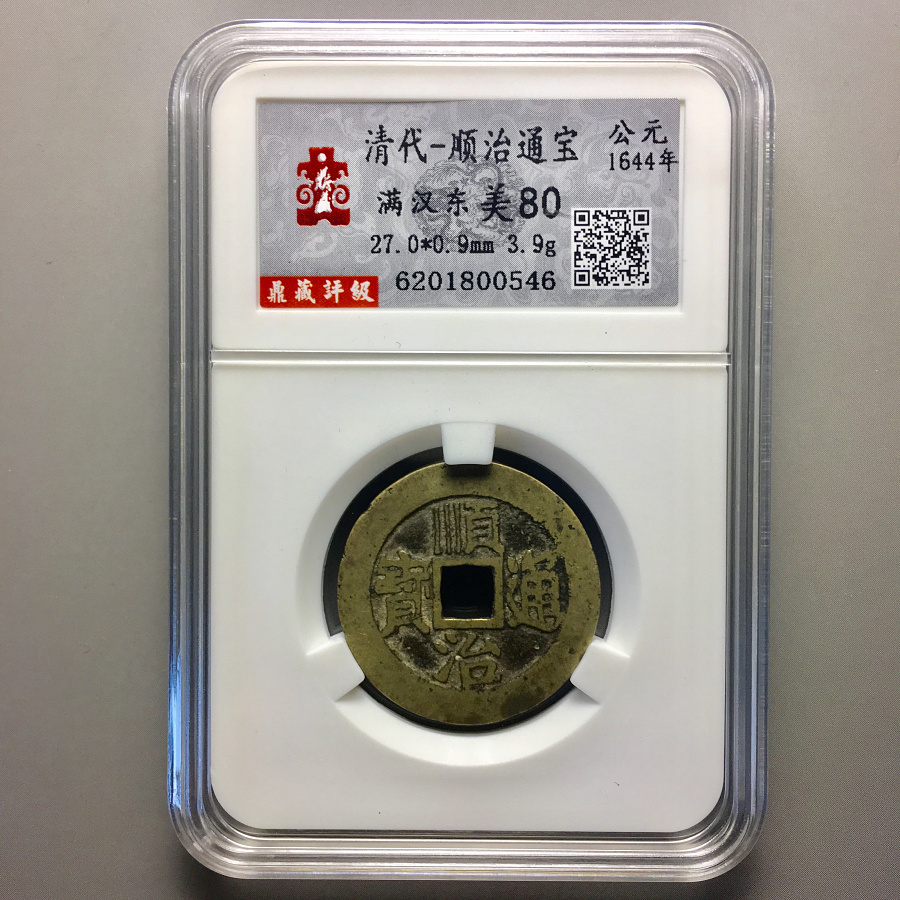 清代-顺治通宝
公元
1644年
满汉东 美80
27.0*0.9mm 3.9g
6201800546
鼎藏評級
順治通寳